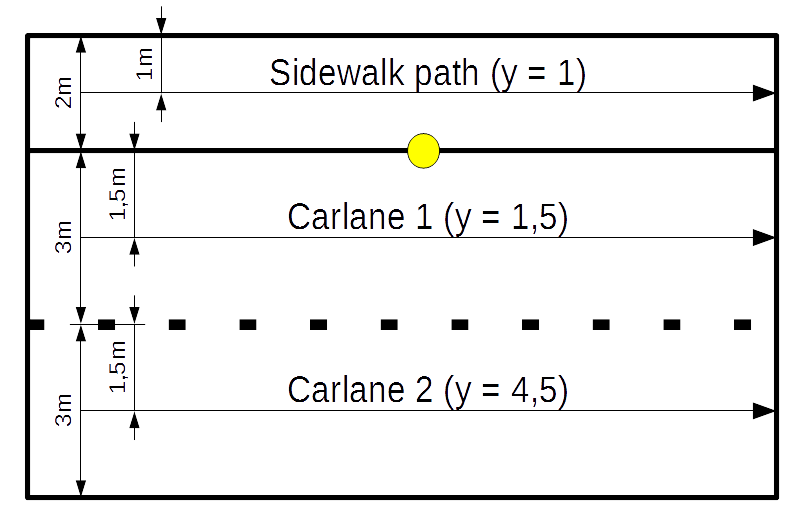 1m
Sidewalk path (y = 1)
2m
1,5m
Carlane 1 (y = 1,5)
3m
1,5m
Carlane 2 (y = 4,5)
3m